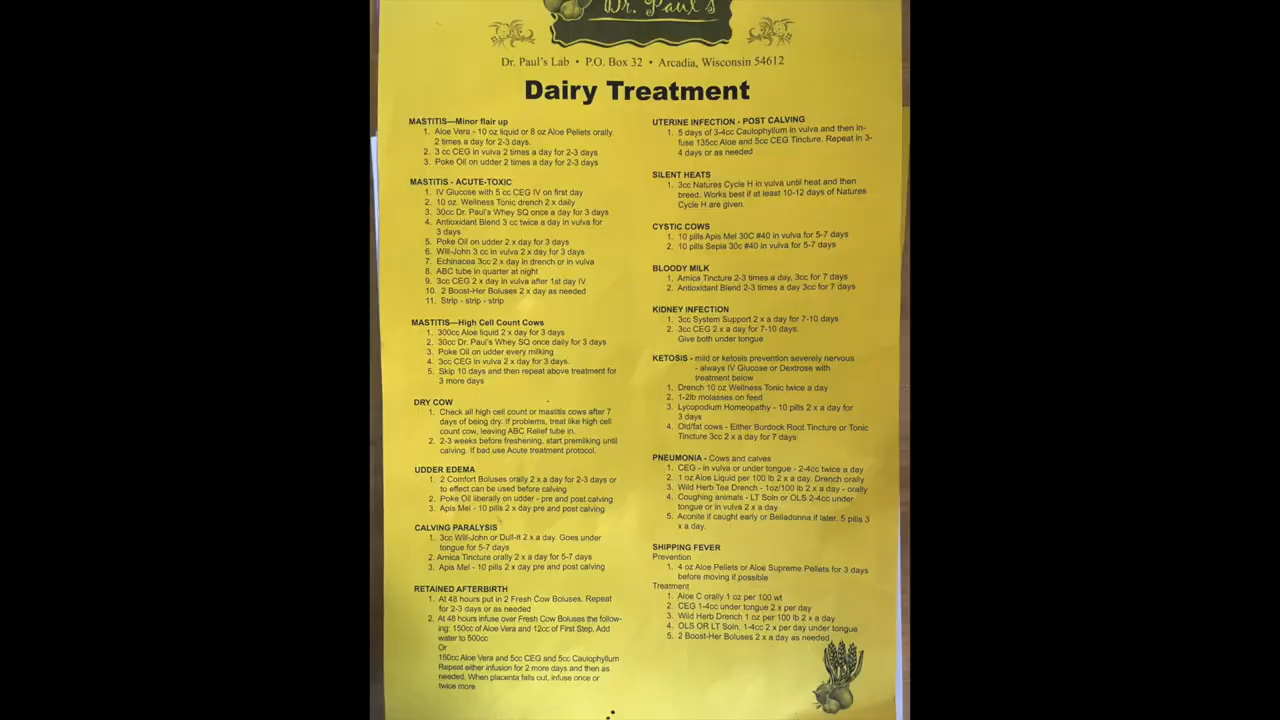 Dr. Paul's
Dr. Paul's Lab • P.O. Box 32 • Arcadia, Wisconsin 54612
Dairy Treatment
MASTITIS—Minor flair up
1. Aloe Vera - 10 oz liquid or 8 oz Aloe Pellets orally.
2 times a day for 2-3 days.
2. 3 cc CEG in vulva 2 times a day for 2-3 days
3. Poke Oil on udder 2 times a day for 2-3 days
MASTITIS - ACUTE-TOXIC
1. IV Glucose with 5 cc CEG IV on first day
2. 10 oz. Wellness Tonic drench 2 x daily
3. 30cc Dr. Paul's Whey SQ once a day for 3 days
4. Antioxidant Blend 3 cc twice a day in vulva for
3 days
5. Poke Oil on udder 2 x day for 3 days
6. Will-John 3 cc in vulva 2 x day for 3 days
7. Echinacea 3cc 2 x day in drench or in vulva
8. ABC tube in quarter at night
9. 3cc CEG 2 x day in vulva after 1st day IV
10. 2 Boost-Her Boluses 2 x day as needed
11. Strip - strip - strip
MASTITIS—High Cell Count Cows
1. 300cc Aloe liquid 2 x day for 3 days
2. 30cc Dr. Paul's Whey SQ once daily for 3 days
3. Poke Oil on udder every milking
4. 3cc CEG in vulva 2 x day for 3 days.
5. Skip 10 days and then repeat above treatment for
3 more days
DRY COW
1. Check all high cell count or mastitis cows after 7
days of being dry. If problems, treat like high cell
count cow, leaving ABC Relief tube in.
2. 2-3 weeks before freshening, start premilking until
calving. If bad use Acute treatment protocol.
UDDER EDEMA
1. 2 Comfort Boluses orally 2 x a day for 2-3 days or
to effect can be used before calving
2. Poke Oil liberally on udder - pre and post calving
3. Apis Mel - 10 pills 2 x day pre and post calving
CALVING PARALYSIS
1. 3cc Will-John or Dull-It 2 x a day. Goes under
tongue for 5-7 days
2. Arnica Tincture orally 2 x a day for 5-7 days
3. Apis Mel - 10 pills 2 x day pre and post calving
RETAINED AFTERBIRTH
1. At 48 hours put in 2 Fresh Cow Boluses. Repeat
for 2-3 days or as needed
2. At 48 hours infuse over Fresh Cow Boluses the follow-
ing: 150cc of Aloe Vera and 12cc of First Step. Add
water to 500cc
Or
150cc Aloe Vera and 5cc CEG and 5cc Caulophyllum
Repeat either infusion for 2 more days and then as
needed. When placenta falls out, infuse once or
twice more
UTERINE INFECTION - POST CALVING
1. 5 days of 3-4cc Caulophyllum in vulva and then in-
fuse 135cc Aloe and 5cc CEG Tincture. Repeat in 3-
4 days or as needed
SILENT HEATS
1. 3cc Natures Cycle H in vulva until heat and then
breed. Works best if at least 10-12 days of Natures
Cycle H are given.
CYSTIC COWS
1. 10 pills Apis Mel 30C #40 in vulva for 5-7 days
2. 10 pills Sepia 30c #40 in vulva for 5-7 days
BLOODY MILK
1. Arnica Tincture 2-3 times a day, 3cc for 7 days
2. Antioxidant Blend 2-3 times a day 3cc for 7 days
KIDNEY INFECTION
1. 3cc System Support 2 x a day for 7-10 days
2. 3cc CEG 2 x a day for 7-10 days.
Give both under tongue
KETOSIS - mild or ketosis prevention severely nervous
- always IV Glucose or Dextrose with
treatment below
1. Drench 10 oz Wellness Tonic twice a day
2. 1-2lb molasses on feed
3. Lycopodium Homeopathy - 10 pills 2 x a day for
3 days
4. Old/fat cows - Either Burdock Root Tincture or Tonic
Tincture 3cc 2 x a day for 7 days
PNEUMONIA - Cows and calves
1. CEG - in vulva or under tongue - 2-4cc twice a day
2. 1 oz Aloe Liquid per 100 lb 2 x a day. Drench orally
3. Wild Herb Tea Drench - 1oz/100 lb 2 x a day - orally
4. Coughing animals - LT Soln or OLS 2-4cc under
tongue or in vulva 2 x a day
5. Aconite if caught early or Belladonna if later, 5 pills 3
x a day.
SHIPPING FEVER
Prevention
1. 4 oz Aloe Pellets or Aloe Supreme Pellets for 3 days
before moving if possible
Treatment
1. Aloe C orally 1 oz per 100 wt
2. CEG 1-4cc under tongue 2 x per day
3. Wild Herb Drench 1 oz per 100 lb 2 x a day
4. OLS OR LT Soln, 1-4cc 2 x per day under tongue
5. 2 Boost-Her Boluses 2 x a day as needed